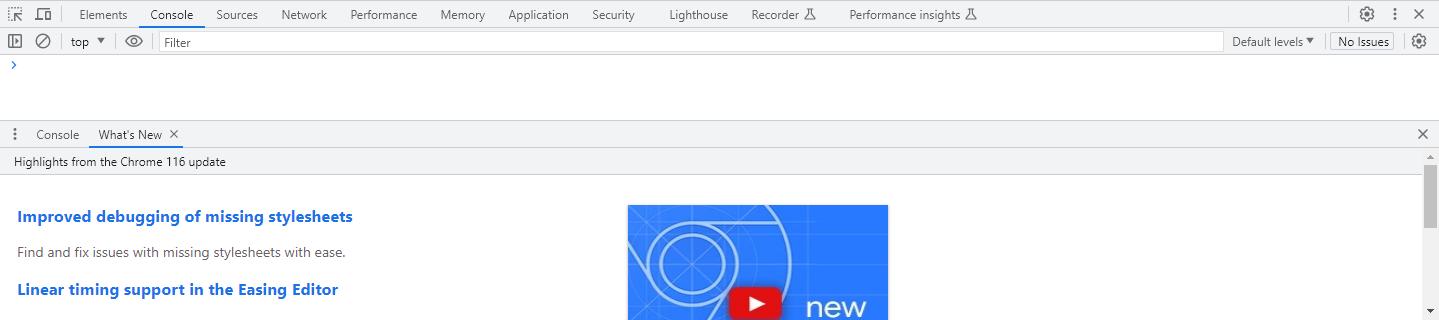 Elements Console Sources Network Performance Memory Application Security Lighthouse Recorder Performance insights
top Filter Default levels No Issues
Console What's New
Highlights from the Chrome 116 update
Improved debugging of missing stylesheets
Find and fix issues with missing stylesheets with ease.
Linear timing support in the Easing Editor
new